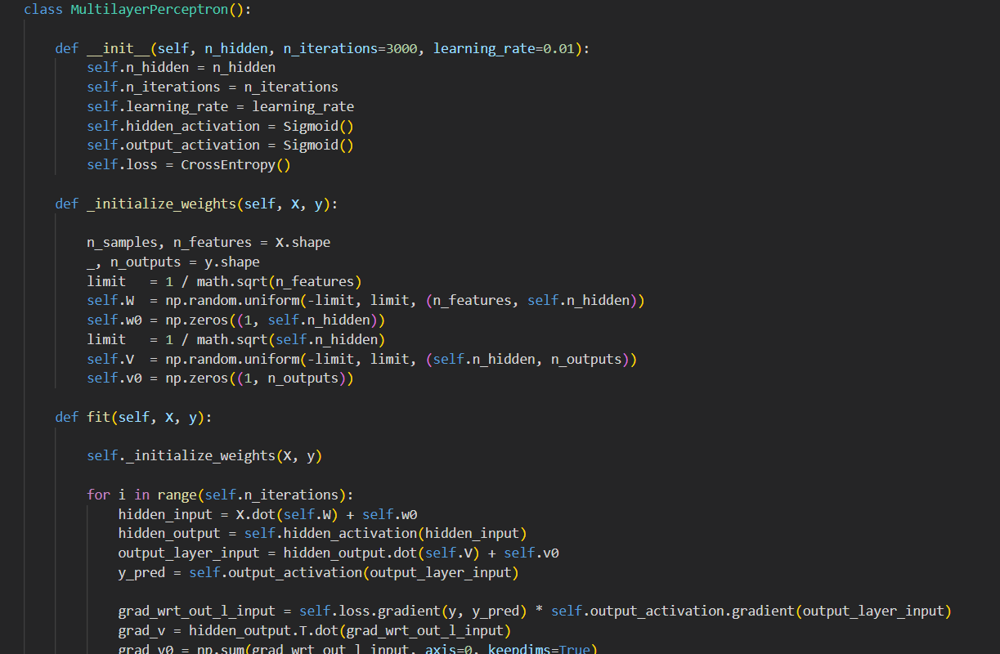 class MultilayerPerceptron():
def __init__(self, n_hidden, n_iterations=3000, learning_rate=0.01):
self.n_hidden = n_hidden
self.n_iterations = n_iterations
self.learning_rate = learning_rate
self.hidden_activation = Sigmoid()
self.output_activation = Sigmoid()
self.loss = CrossEntropy()
def _initialize_weights(self, X, y):
n_samples, n_features = X.shape
_, n_outputs = y.shape
limit   = 1 / math.sqrt(n_features)
self.W  = np.random.uniform(-limit, limit, (n_features, self.n_hidden))
self.w0 = np.zeros((1, self.n_hidden))
limit   = 1 / math.sqrt(self.n_hidden)
self.V  = np.random.uniform(-limit, limit, (self.n_hidden, n_outputs))
self.v0 = np.zeros((1, n_outputs))
def fit(self, X, y):
self._initialize_weights(X, y)
for i in range(self.n_iterations):
hidden_input = X.dot(self.W) + self.w0
hidden_output = self.hidden_activation(hidden_input)
output_layer_input = hidden_output.dot(self.V) + self.v0
y_pred = self.output_activation(output_layer_input)
grad_wrt_out_l_input = self.loss.gradient(y, y_pred) * self.output_activation.gradient(output_layer_input)
grad_v = hidden_output.T.dot(grad_wrt_out_l_input)
grad_v0 = np.sum(grad_wrt_out_l_input, axis=0, keepdims=True)